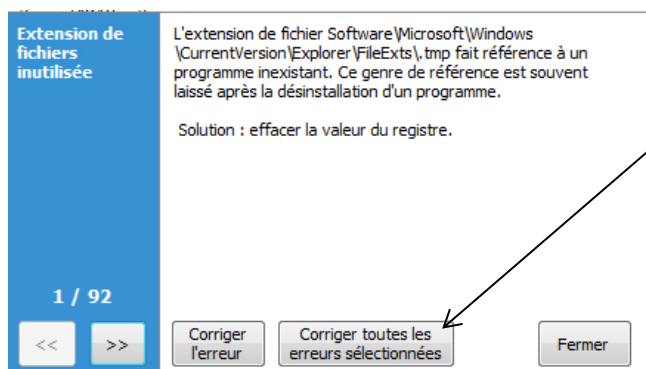 Extension de
fichiers
inutilisée
L'extension de fichier Software\Microsoft\Windows
\CurrentVersion\Explorer\FileExts\.tmp fait référence à un
programme inexistant. Ce genre de référence est souvent
laissé après la désinstallation d'un programme.
Solution : effacer la valeur du registre.
1 / 92
<< >>
Corriger
l'erreur
Corriger toutes les
erreurs sélectionnées
Fermer